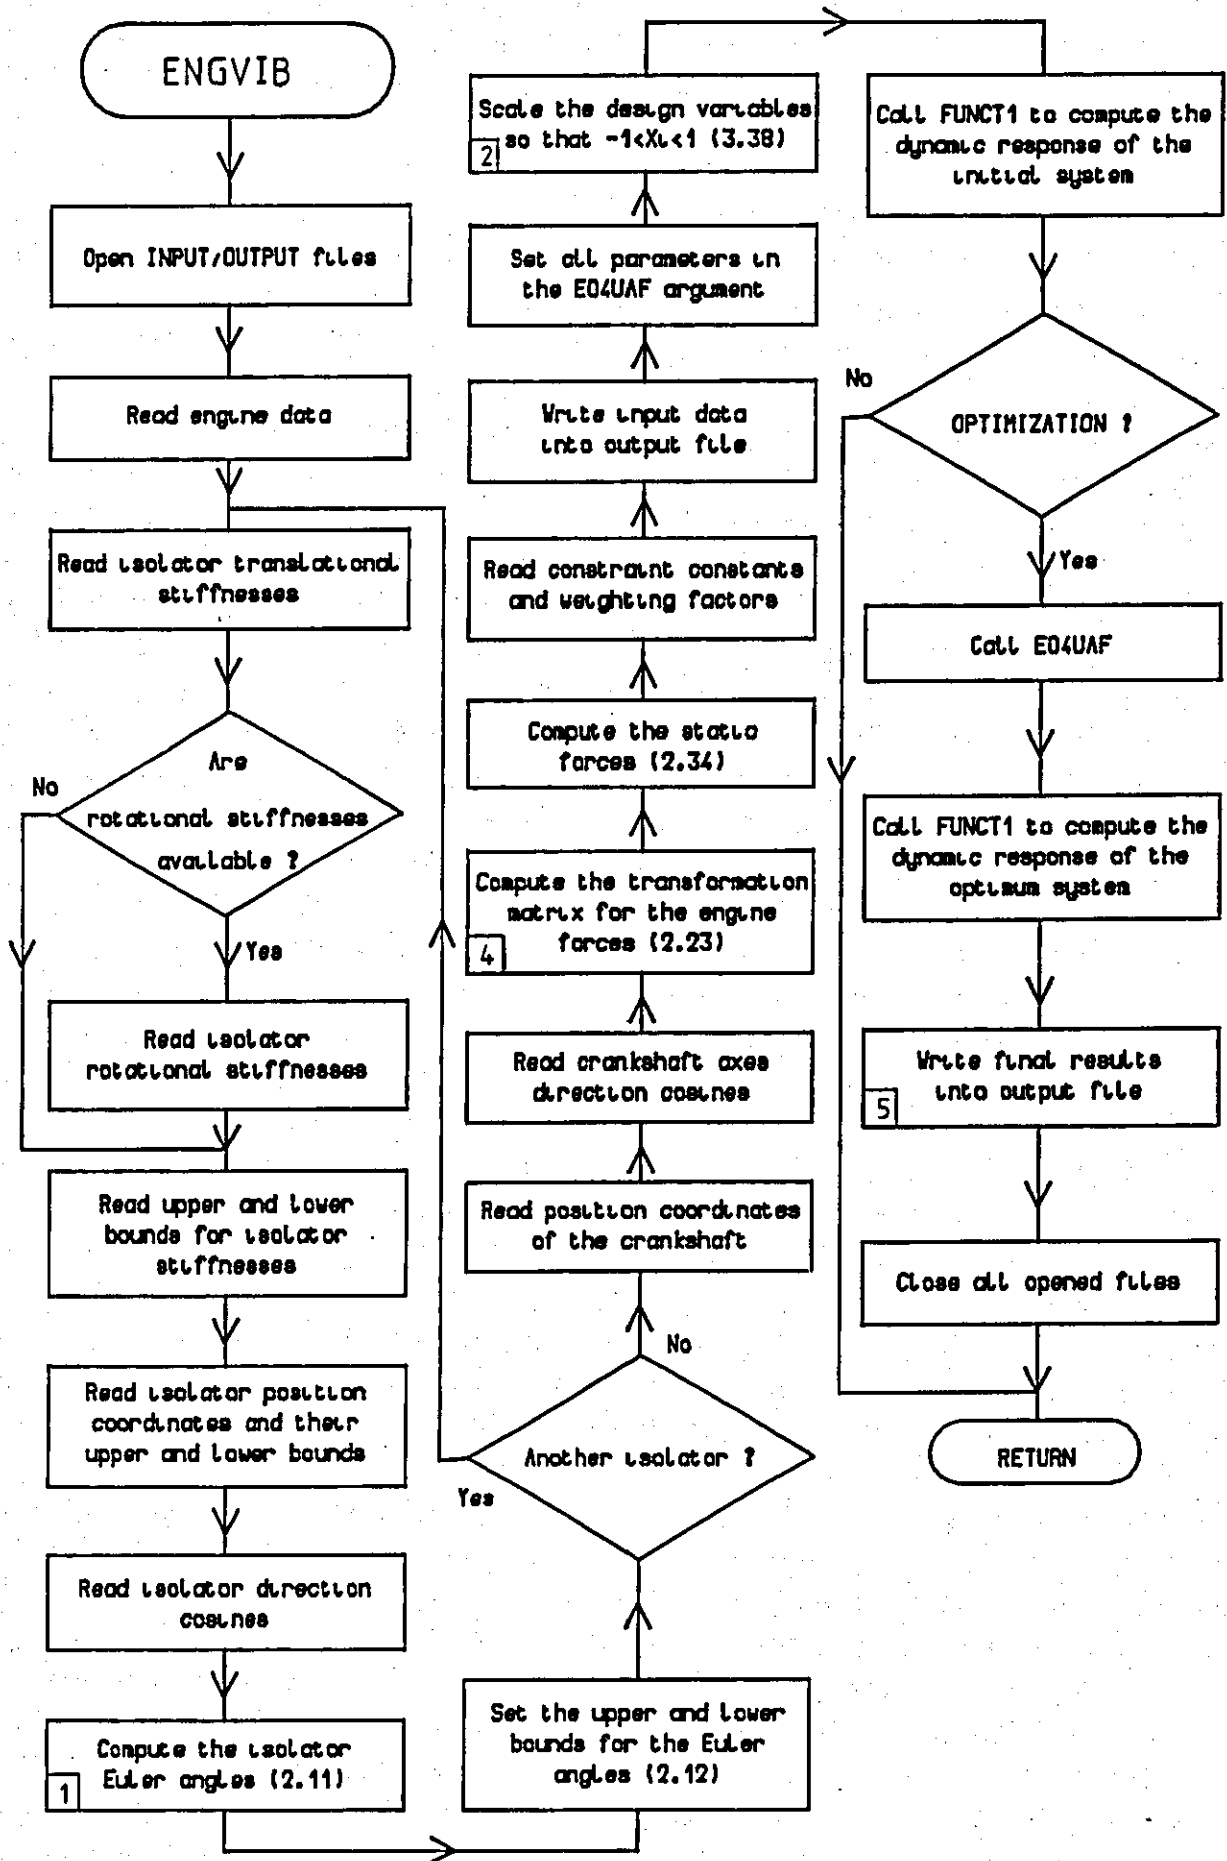 ENGVIB
Open INPUT/OUTPUT files
Read engine data
Read isolator translational
stiffnesses
Are
rotational stiffnesses
available ?
No
Yes
Read isolator
rotational stiffnesses
Read upper and lower
bounds for isolator
stiffnesses
Read isolator position
coordinates and their
upper and lower bounds
Read isolator direction
cosines
Compute the isolator
Euler angles (2.11)
1
Set the upper and lower
bounds for the Euler
angles (2.12)
Another isolator ?
Yes
No
Read position coordinates
of the crankshaft
Read crankshaft axes
direction cosines
Compute the transformation
matrix for the engine
forces (2.23)
4
Compute the static
forces (2.34)
Read constraint constants
and weighting factors
Write input data
into output file
Set all parameters in
the E04UAF argument
Scale the design variables
so that -1<Xi<1 (3.38)
2
Call FUNCT1 to compute the
dynamic response of the
initial system
OPTIMIZATION ?
No
Yes
Call E04UAF
Call FUNCT1 to compute the
dynamic response of the
optimum system
Write final results
into output file
5
Close all opened files
RETURN